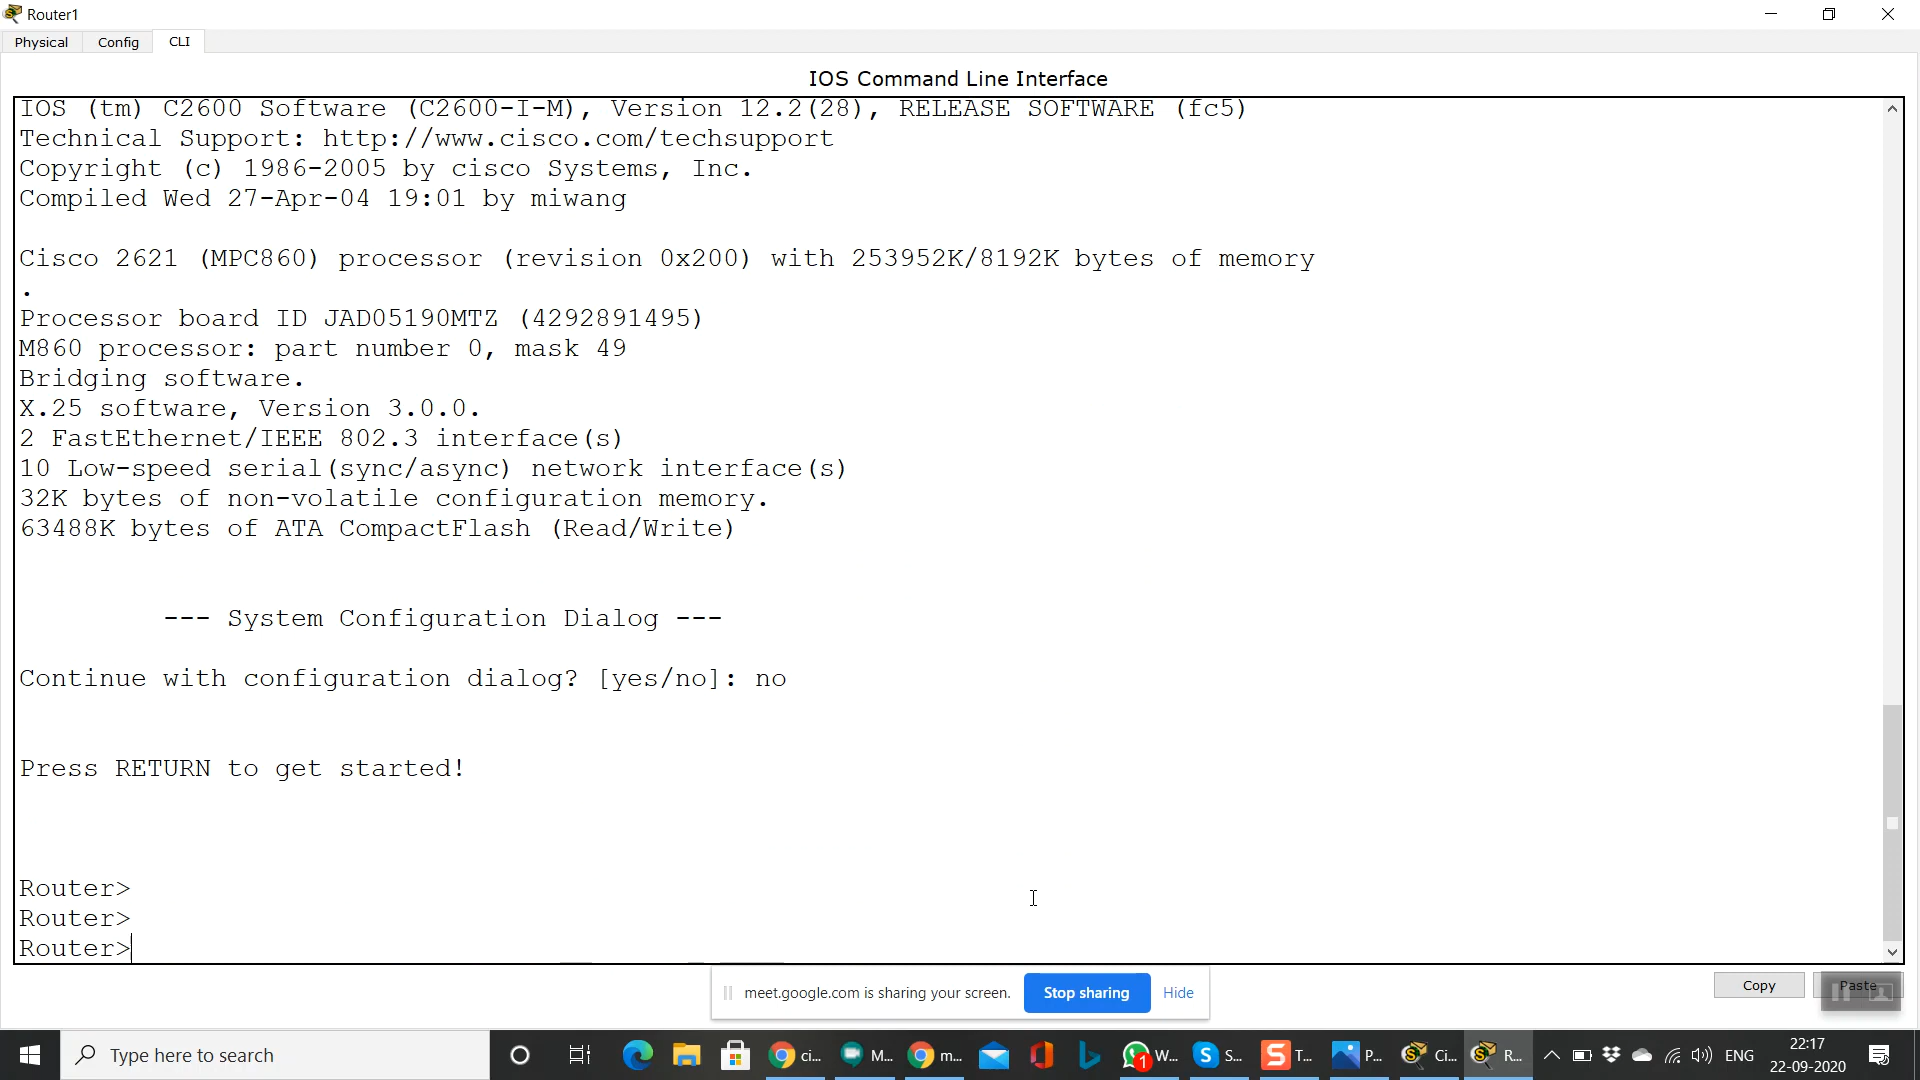 Router1
Physical Config CLI
IOS Command Line Interface
IOS (tm) C2600 Software (C2600-I-M), Version 12.2(28), RELEASE SOFTWARE (fc5)
Technical Support: http://www.cisco.com/techsupport
Copyright (c) 1986-2005 by cisco Systems, Inc.
Compiled Wed 27-Apr-04 19:01 by miwang
Cisco 2621 (MPC860) processor (revision 0x200) with 253952K/8192K bytes of memory
.
Processor board ID JAD05190MTZ (4292891495)
M860 processor: part number 0, mask 49
Bridging software.
X.25 software, Version 3.0.0.
2 FastEthernet/IEEE 802.3 interface(s)
10 Low-speed serial(sync/async) network interface(s)
32K bytes of non-volatile configuration memory.
63488K bytes of ATA CompactFlash (Read/Write)
--- System Configuration Dialog ---
Continue with configuration dialog? [yes/no]: no
Press RETURN to get started!
Router>
Router>
Router>
meet.google.com is sharing your screen. Stop sharing Hide
Copy Paste
Type here to search
ci... M... m... 1 W... S... T... P... Ci... R... ENG
22:17
22-09-2020